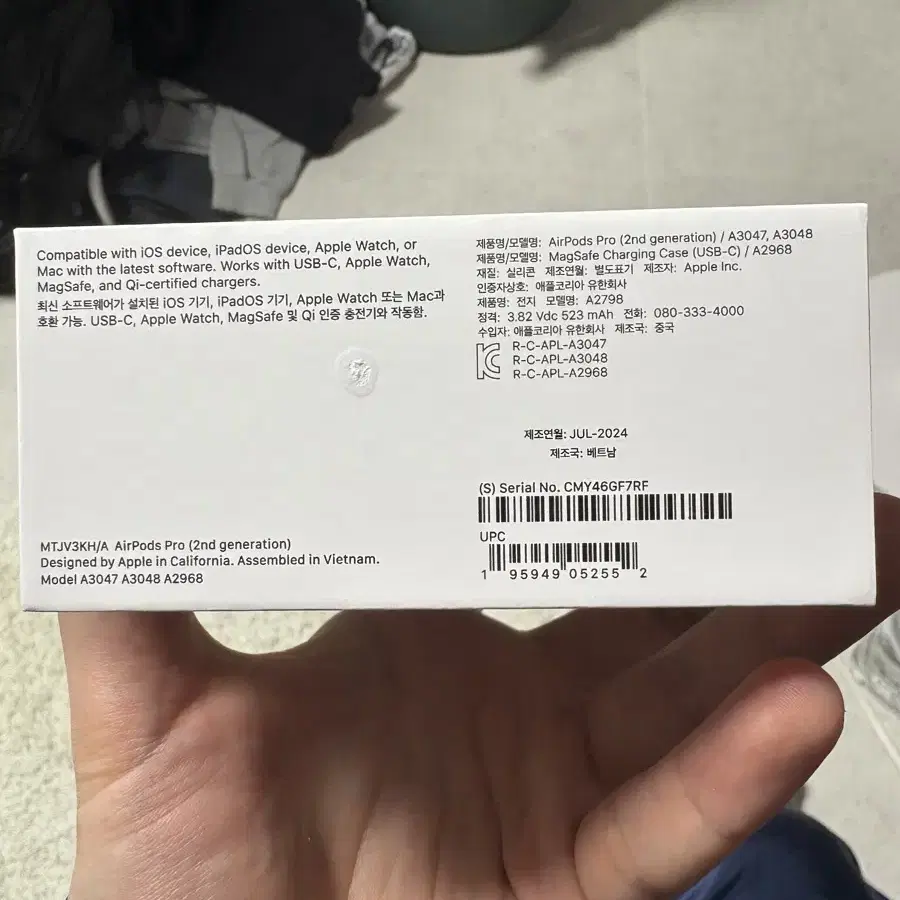 Compatible with iOS device, iPadOS device, Apple Watch, or
Mac with the latest software. Works with USB-C, Apple Watch,
MagSafe, and Qi-certified chargers.
최신 소프트웨어가 설치된 iOS 기기, iPadOS 기기, Apple Watch 또는 Mac과
호환 가능. USB-C, Apple Watch, MagSafe 및 Qi 인증 충전기와 작동함.
MTJV3KH/A AirPods Pro (2nd generation)
Designed by Apple in California. Assembled in Vietnam.
Model A3047 A3048 A2968
제품명/모델명: AirPods Pro (2nd generation) / A3047, A3048
제품명/모델명: MagSafe Charging Case (USB-C) / A2968
재질: 실리콘 제조연월: 별도표기 제조자: Apple Inc.
인증자상호: 애플코리아 유한회사
제품명: 전지 모델명: A2798
정격: 3.82 Vdc 523 mAh 전화: 080-333-4000
수입자: 애플코리아 유한회사 제조국: 중국
R-C-APL-A3047
R-C-APL-A3048
R-C-APL-A2968
제조연월: JUL-2024
제조국: 베트남
(S) Serial No. CMY46GF7RF
UPC
1 95949 05255 2